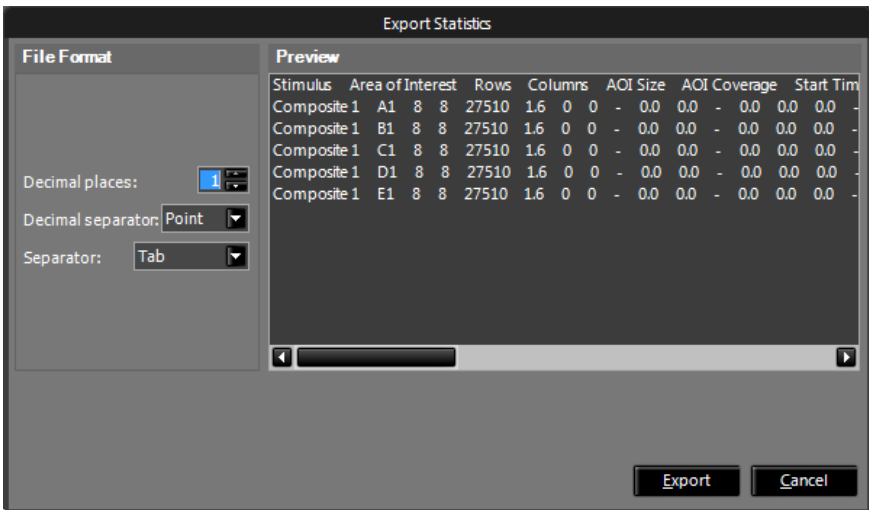 Export Statistics
File Format
Decimal places: 1
Decimal separator: Point
Separator: Tab
Preview
Stimulus Area of Interest Rows Columns AOI Size AOI Coverage Start Tim
Composite 1 A1 8 8 27510 1.6 0 0 - 0.0 0.0 - 0.0 0.0 0.0 -
Composite 1 B1 8 8 27510 1.6 0 0 - 0.0 0.0 - 0.0 0.0 0.0 -
Composite 1 C1 8 8 27510 1.6 0 0 - 0.0 0.0 - 0.0 0.0 0.0 -
Composite 1 D1 8 8 27510 1.6 0 0 - 0.0 0.0 - 0.0 0.0 0.0 -
Composite 1 E1 8 8 27510 1.6 0 0 - 0.0 0.0 - 0.0 0.0 0.0 -
Export Cancel